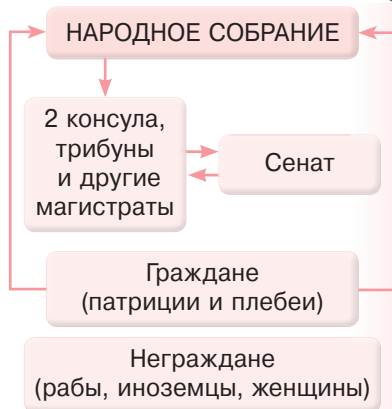 НАРОДНОЕ СОБРАНИЕ
2 консула,
трибуны
и другие
магистраты
Сенат
Граждане
(патриции и плебеи)
Неграждане
(рабы, иноземцы, женщины)